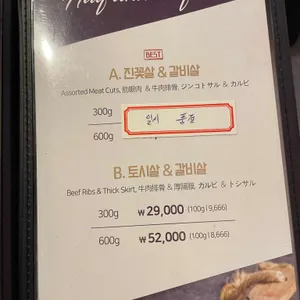 BEST
A. 진꽃살 & 갈비살
Assorted Meat Cuts, 肋眼肉 & 牛肉排骨, ジンコトサル & カルビ
300g
일시 품절
600g
B. 토시살 & 갈비살
Beef Ribs & Thick Skirt, 牛肉排骨 & 厚隔膜, カルビ & トシサル
300g ₩ 29,000 (100g l 9,666)
600g ₩ 52,000 (100g l 8,666)